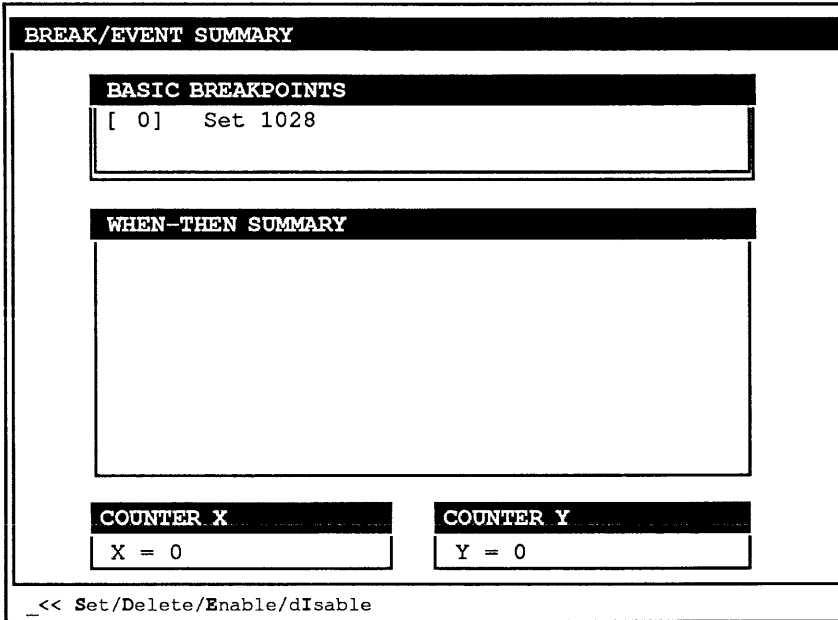 BREAK/EVENT SUMMARY
BASIC BREAKPOINTS
[ 0] Set 1028
WHEN-THEN SUMMARY
COUNTER X COUNTER Y
X = 0 Y = 0
_<< Set/Delete/Enable/dIsable